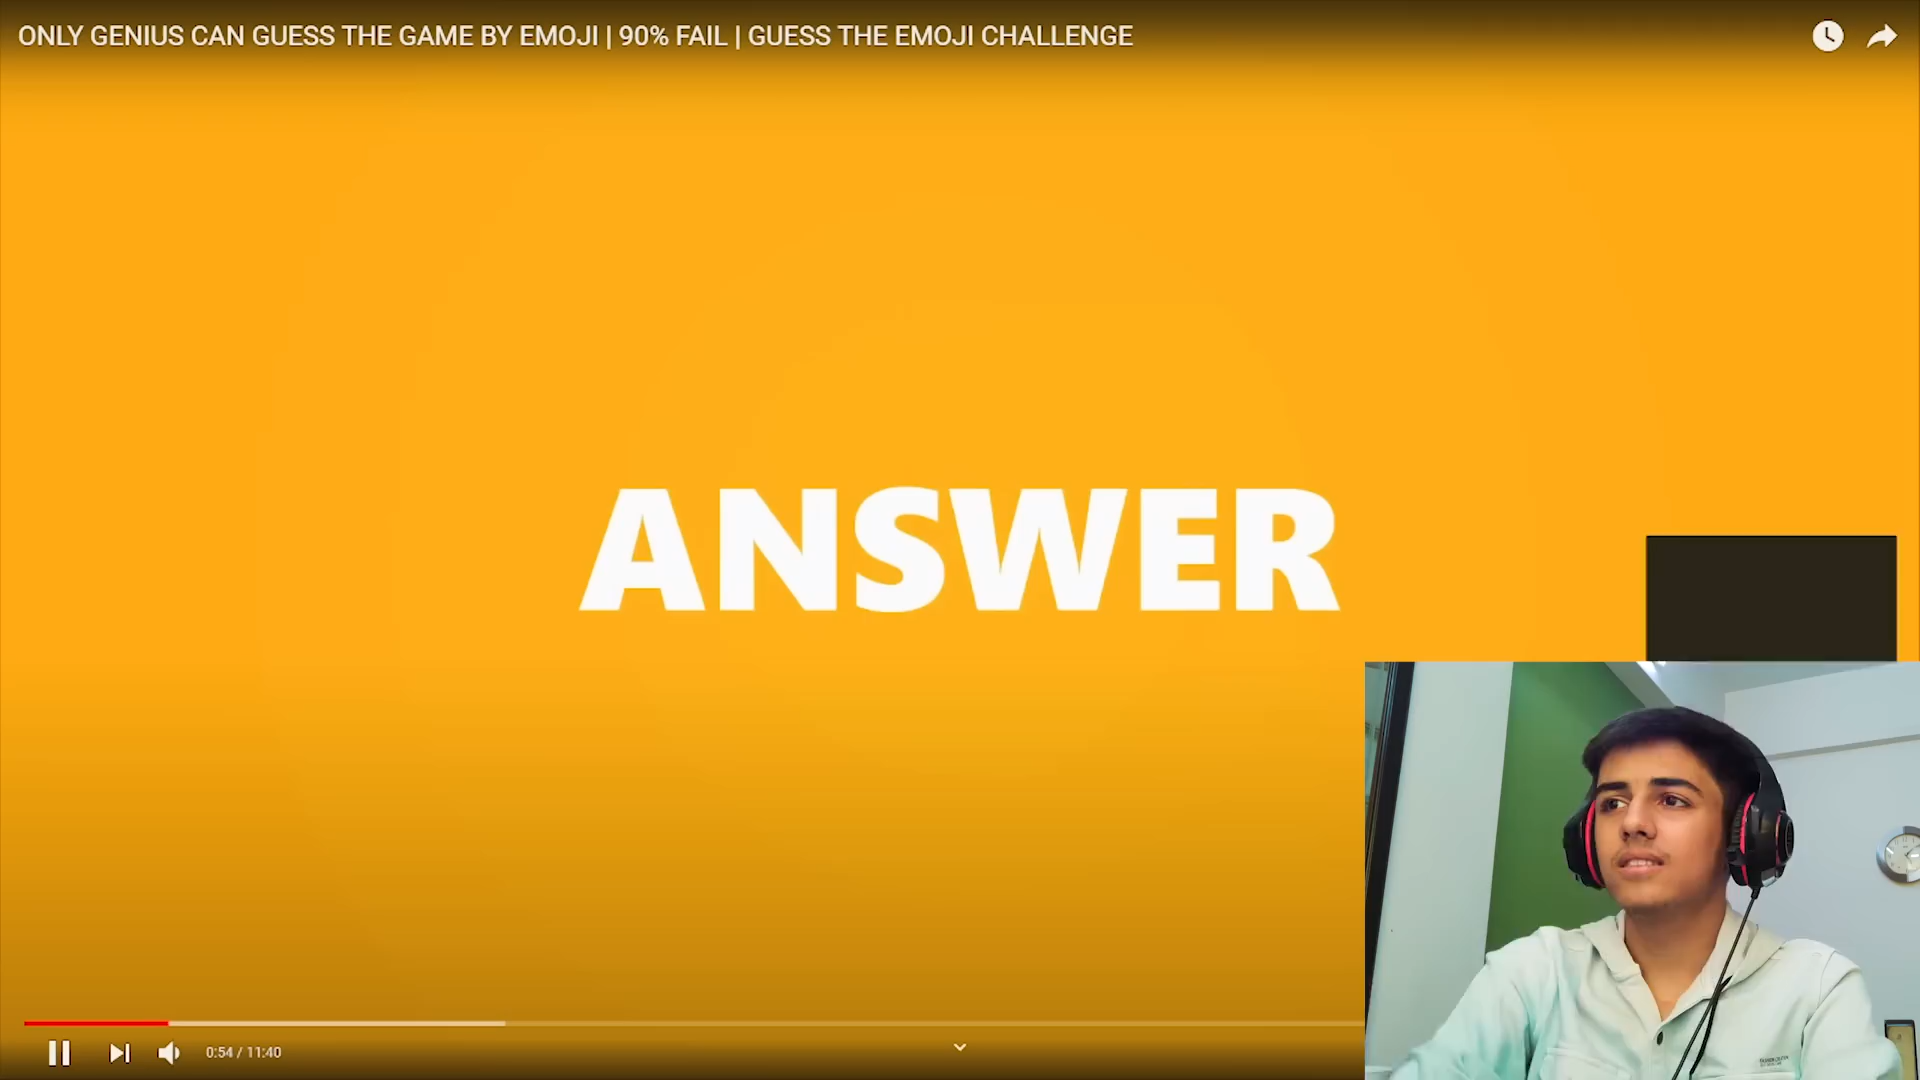 ONLY GENIUS CAN GUESS THE GAME BY EMOJI | 90% FAIL | GUESS THE EMOJI CHALLENGE
ANSWER
0:54 / 11:40